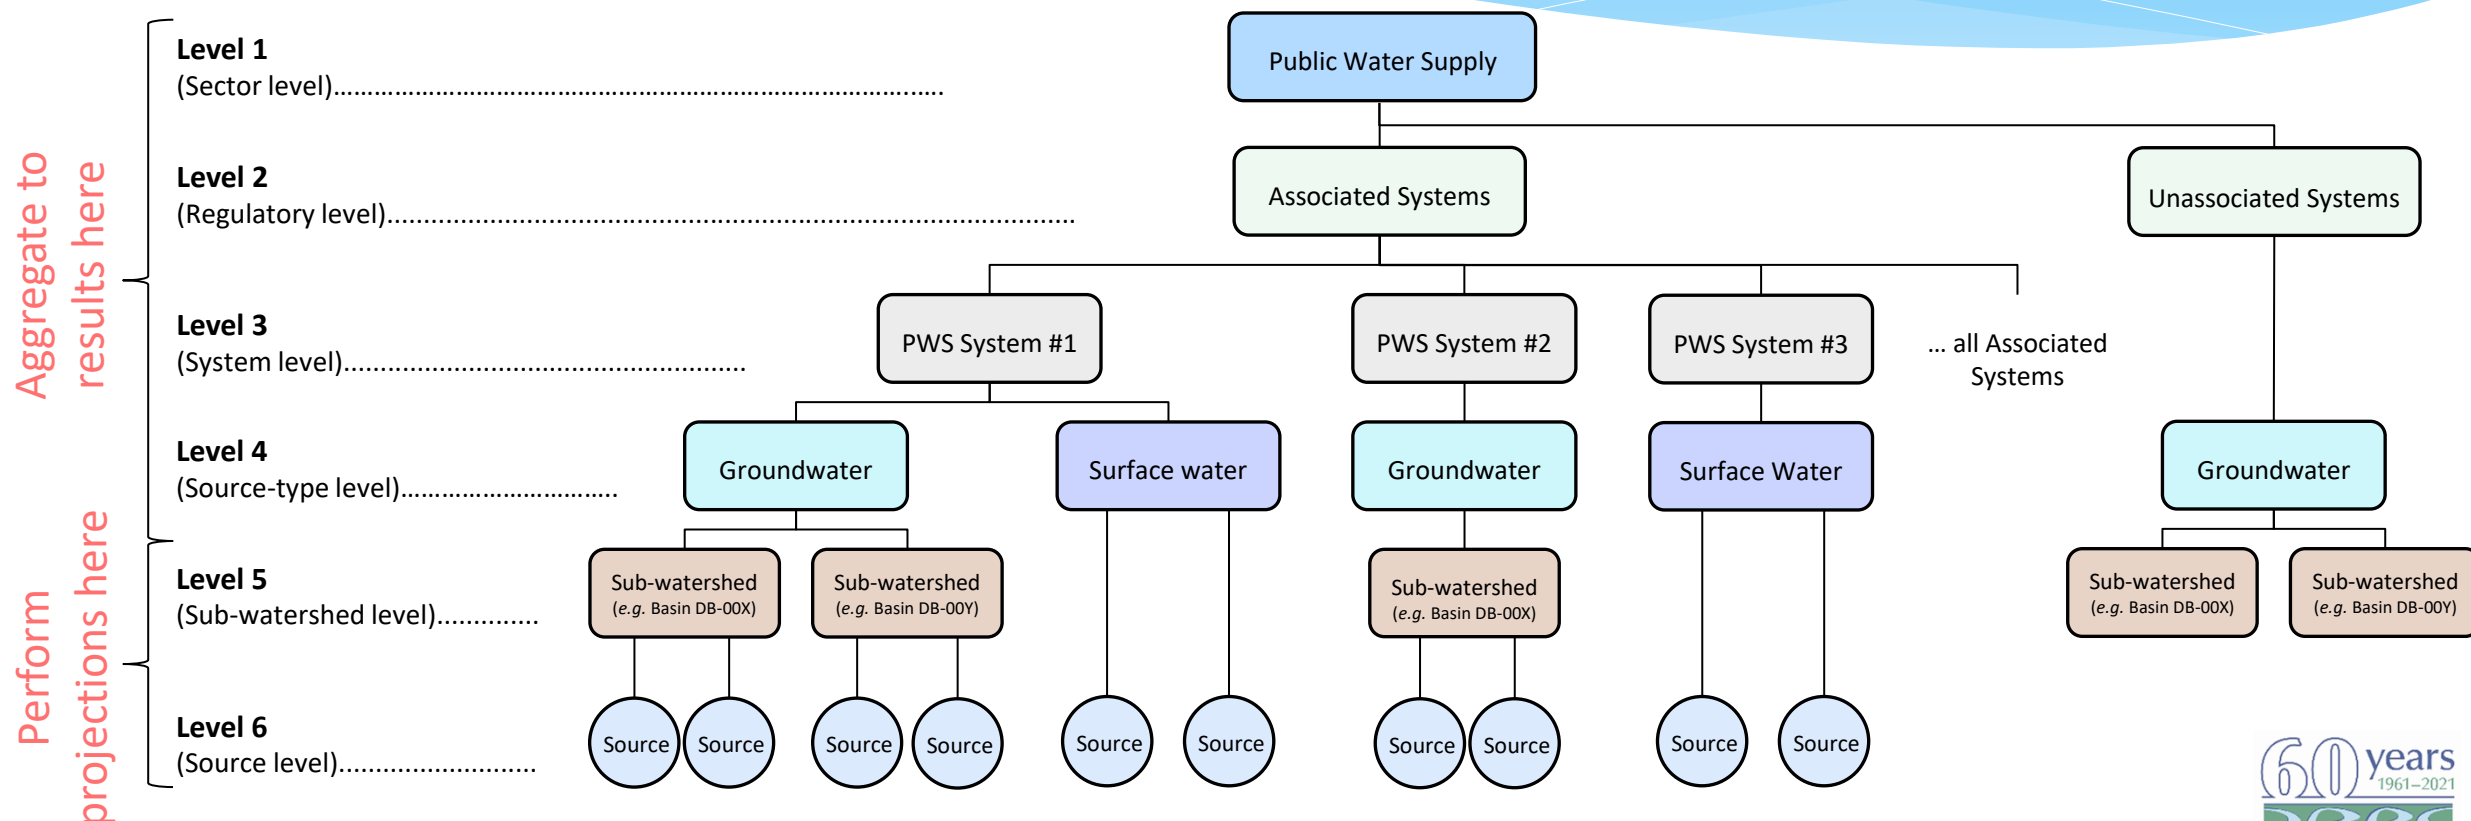 Aggregate to
results here
Perform
projections here
Level 1
(Sector level)..........................................................................................
Public Water Supply
Level 2
(Regulatory level)..........................................................................................
Associated Systems
Unassociated Systems
Level 3
(System level)......................................................
PWS System #1
PWS System #2
PWS System #3
... all Associated
Systems
Level 4
(Source-type level)................................
Groundwater
Surface water
Groundwater
Surface Water
Groundwater
Level 5
(Sub-watershed level)..............
Sub-watershed
(e.g. Basin DB-00X)
Sub-watershed
(e.g. Basin DB-00Y)
Sub-watershed
(e.g. Basin DB-00X)
Sub-watershed
(e.g. Basin DB-00X)
Sub-watershed
(e.g. Basin DB-00Y)
Level 6
(Source level)..........................
Source
Source
Source
Source
Source
Source
Source
Source
Source
Source
60 years
1961–2021